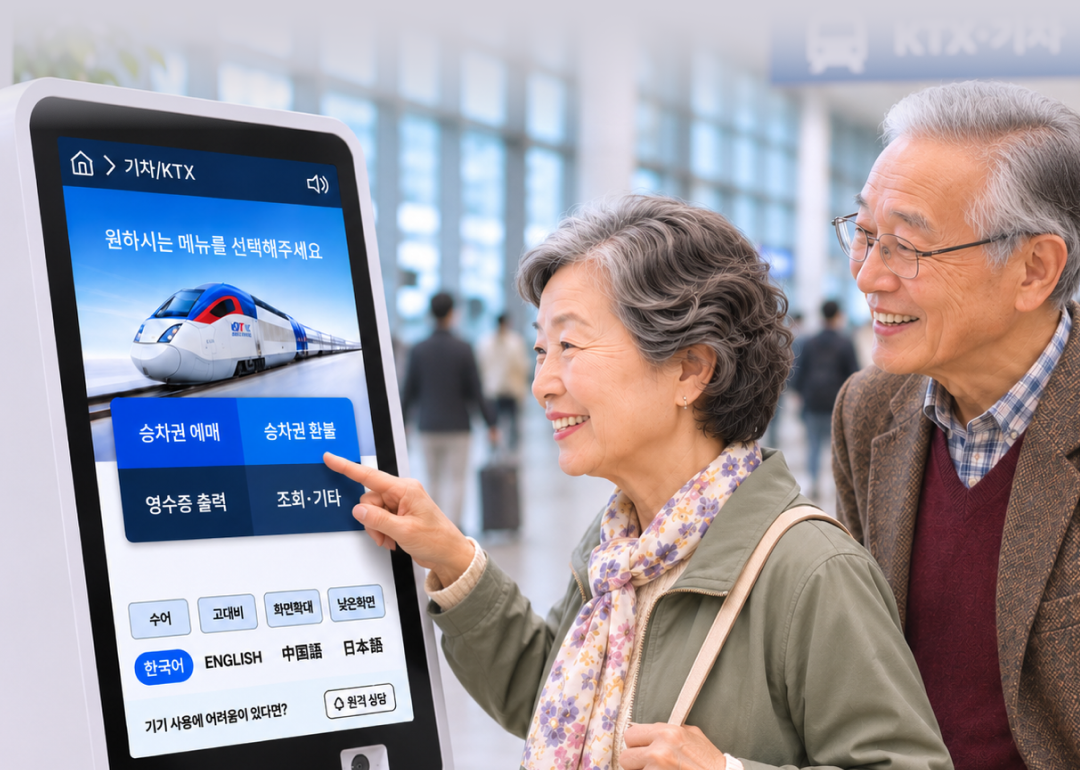 KTX·기차
기차/KTX
원하시는 메뉴를 선택해주세요
승차권 예매
승차권 환불
영수증 출력
조회·기타
수어
고대비
화면확대
낮은화면
한국어
ENGLISH
中国語
日本語
기기 사용에 어려움이 있다면?
원격 상담